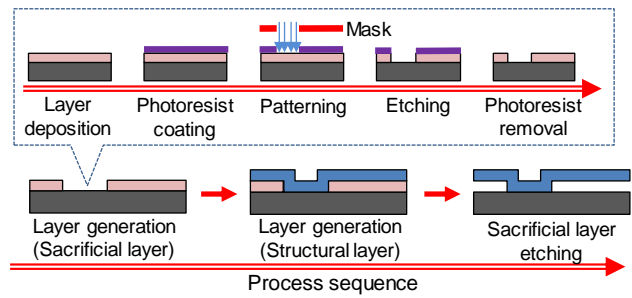 Mask
Layer
deposition
Photoresist
coating
Patterning
Etching
Photoresist
removal
Layer generation
(Sacrificial layer)
Layer generation
(Structural layer)
Sacrificial layer
etching
Process sequence